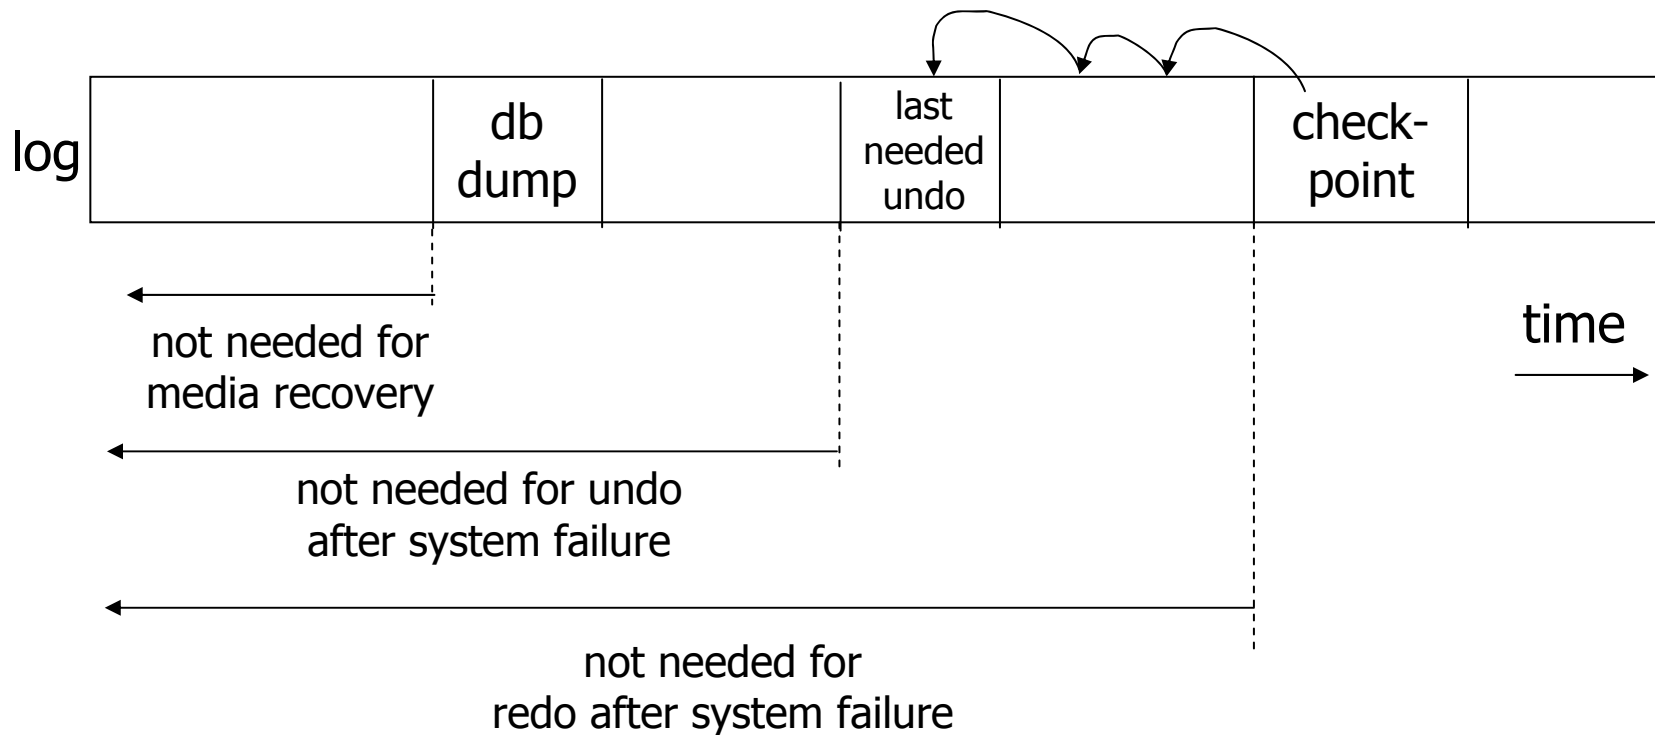 log
db
dump
last
needed
undo
check-
point
not needed for
media recovery
time
not needed for undo
after system failure
not needed for
redo after system failure